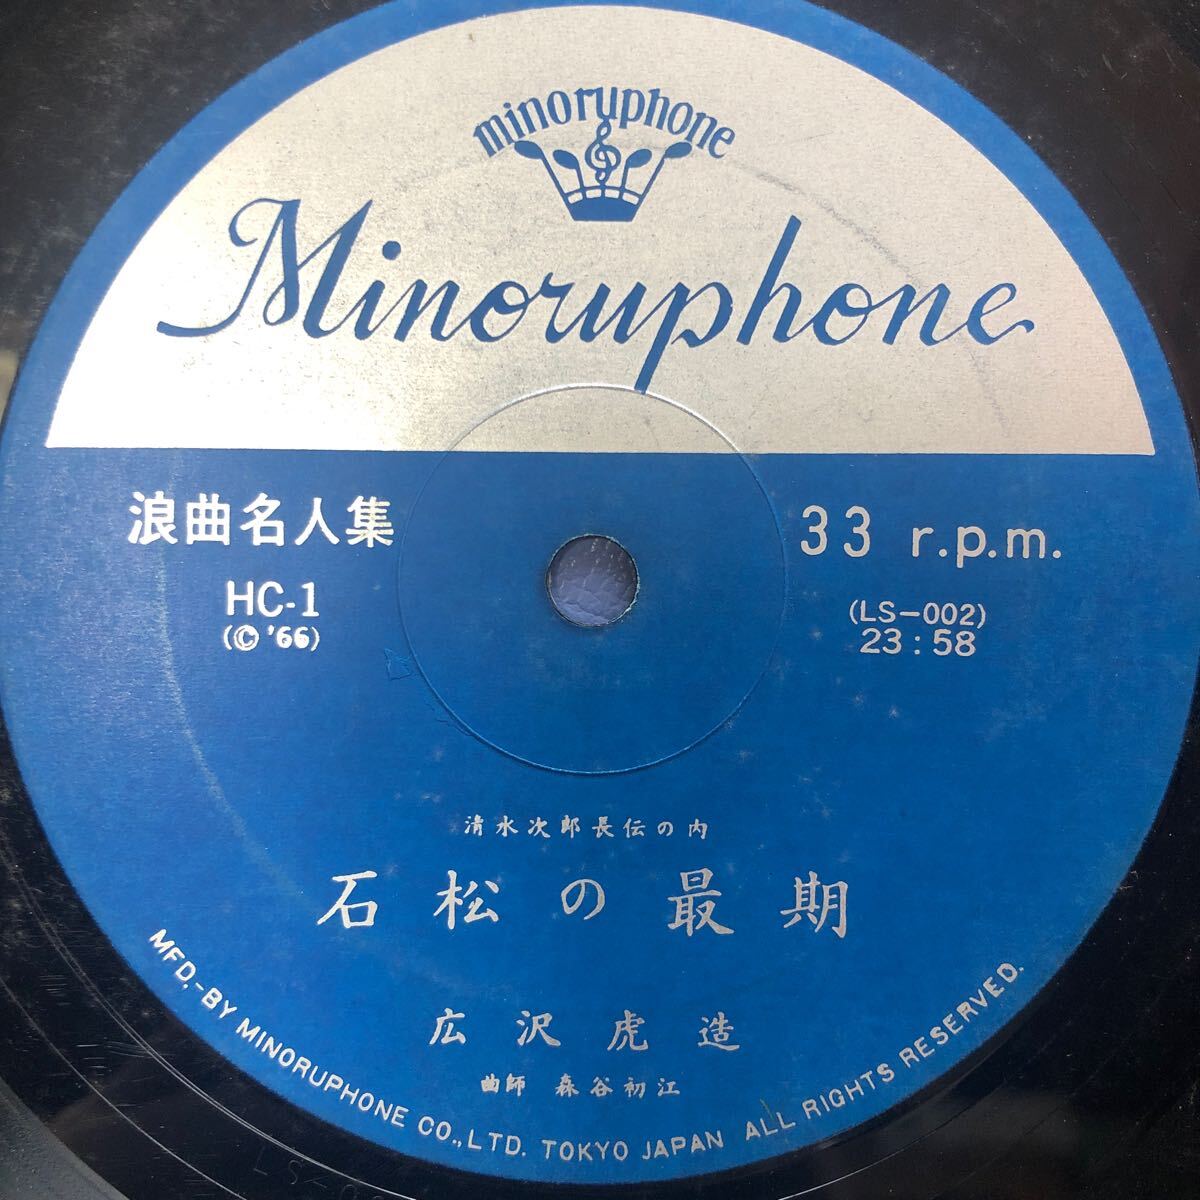 minoruphone
Minoruphone
浪曲名人集
HC-1
(© '66)
33 r.p.m.
(LS-002)
23:58
清水次郎長伝の内
石松の最期
広沢虎造
曲師 森谷初江
MFD.-BY MINORUPHONE CO.,LTD. TOKYO JAPAN ALL RIGHTS RESERVED.